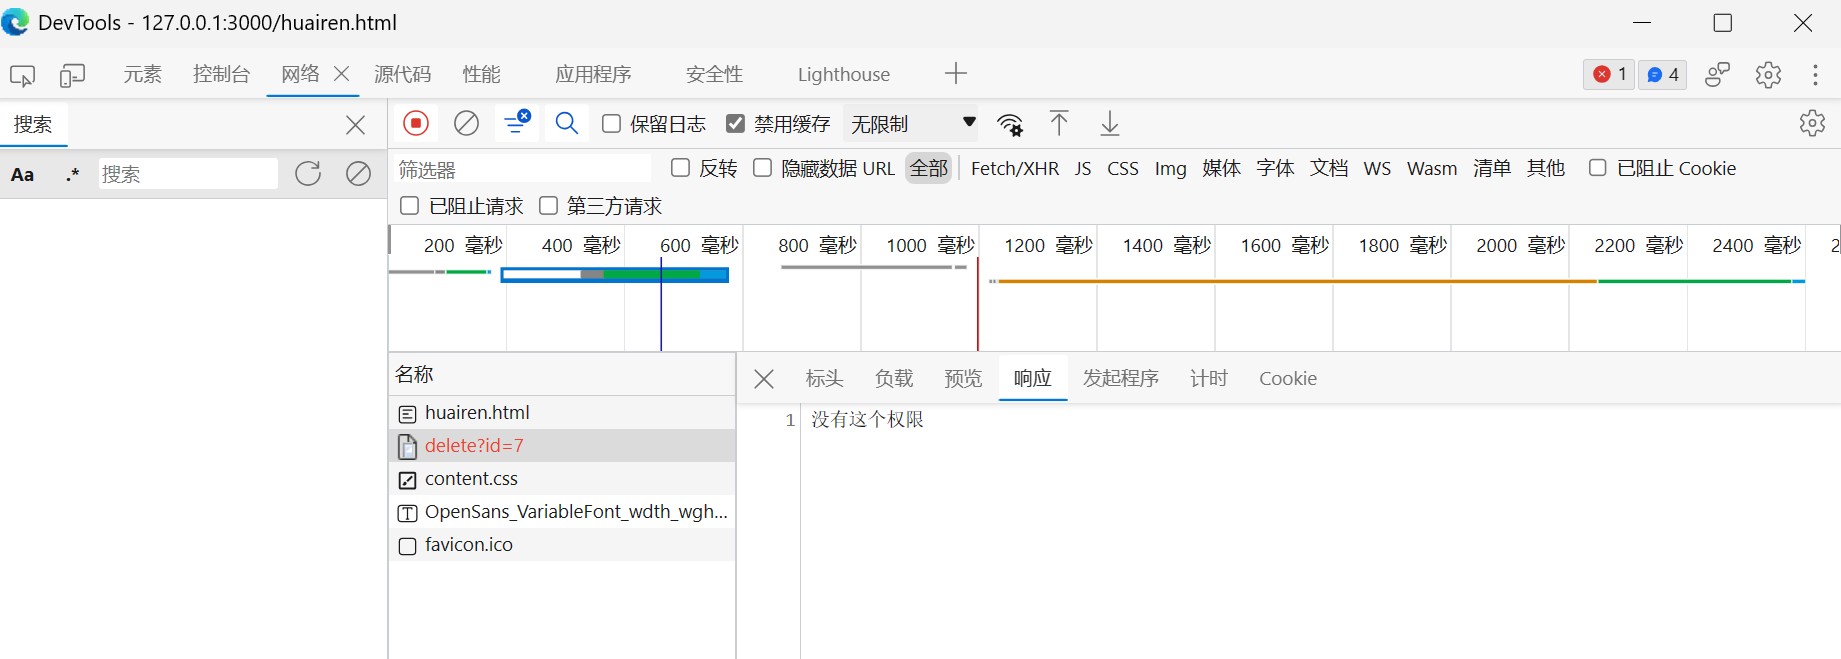 DevTools - 127.0.0.1:3000/huairen.html
元素 控制台 网络 源代码 性能 应用程序 安全性 Lighthouse 1 4
搜索
保留日志 禁用缓存 无限制
Aa .* 搜索
筛选器 反转 隐藏数据 URL 全部 Fetch/XHR JS CSS Img 媒体 字体 文档 WS Wasm 清单 其他 已阻止 Cookie
已阻止请求 第三方请求
200 毫秒 400 毫秒 600 毫秒 800 毫秒 1000 毫秒 1200 毫秒 1400 毫秒 1600 毫秒 1800 毫秒 2000 毫秒 2200 毫秒 2400 毫秒
名称
标头 负载 预览 响应 发起程序 计时 Cookie
huairen.html
1 没有这个权限
delete?id=7
content.css
OpenSans_VariableFont_wdth_wgh...
favicon.ico